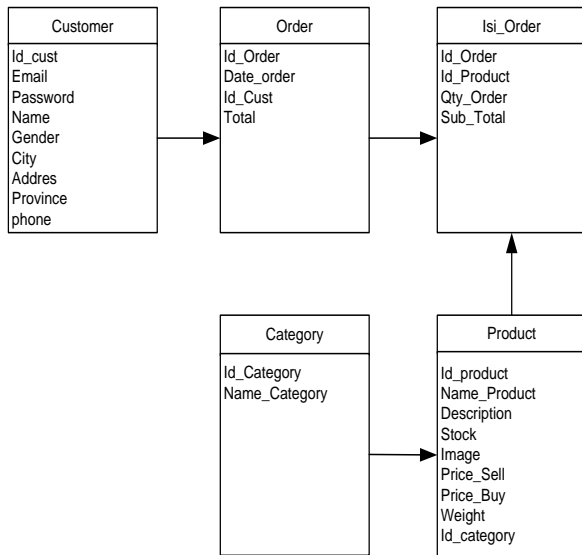 Customer
Id_cust
Email
Password
Name
Gender
City
Addres
Province
phone
Order
Id_Order
Date_order
Id_Cust
Total
Isi_Order
Id_Order
Id_Product
Qty_Order
Sub_Total
Category
Id_Category
Name_Category
Product
Id_product
Name_Product
Description
Stock
Image
Price_Sell
Price_Buy
Weight
Id_category